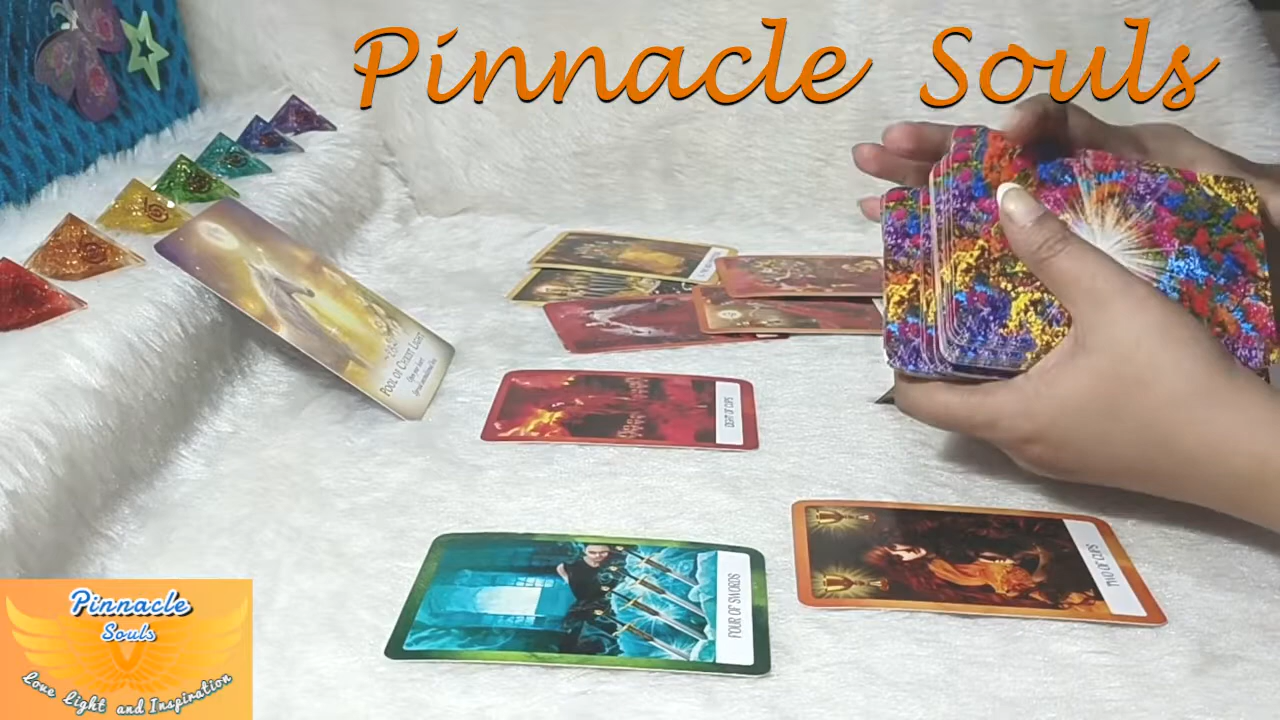 Pinnacle Souls
~25~
POOL OF CHRIST LIGHT
EIGHT OF CUPS
TWO OF CUPS
FOUR OF SWORDS
Pinnacle
Souls
Love Light and Inspiration